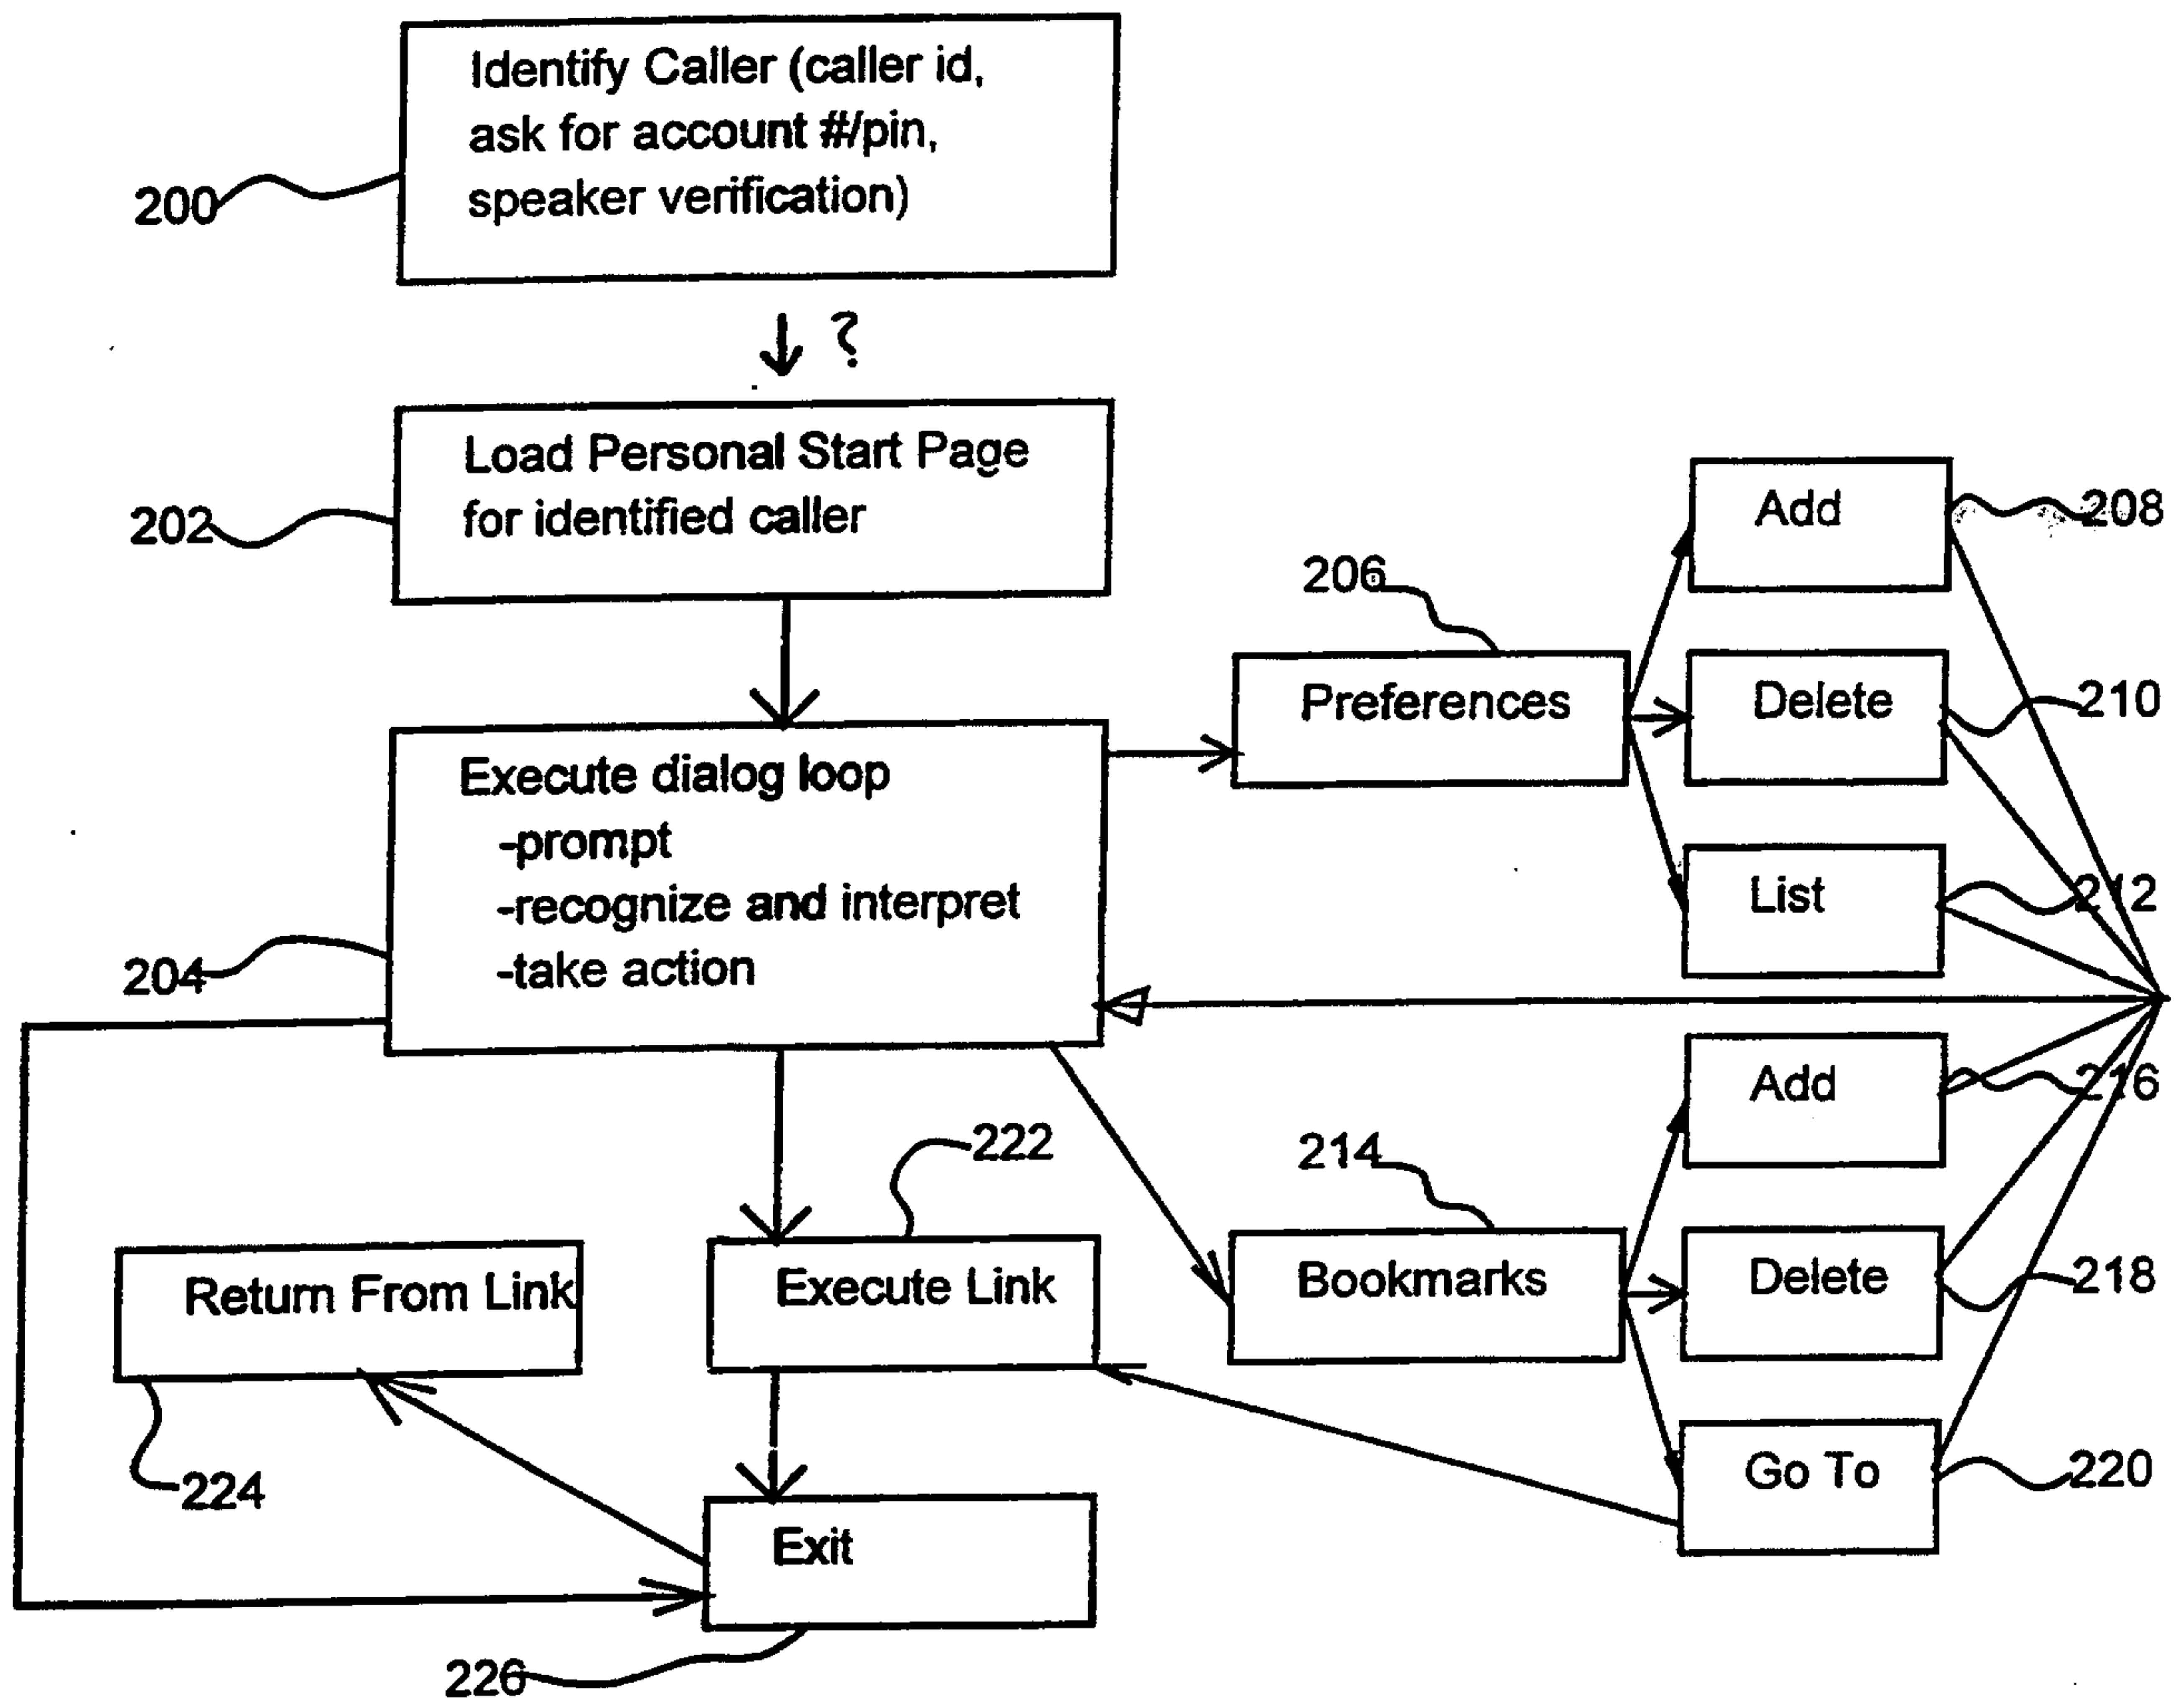 Identify Caller (caller id,
ask for account #/pin,
speaker verification)
200
?
Load Personal Start Page
for identified caller
202
Add
208
206
Preferences
Delete
210
Execute dialog loop
-prompt
-recognize and interpret
-take action
204
List
212
Add
216
222
214
Return From Link
Execute Link
Bookmarks
Delete
218
224
Go To
220
Exit
226